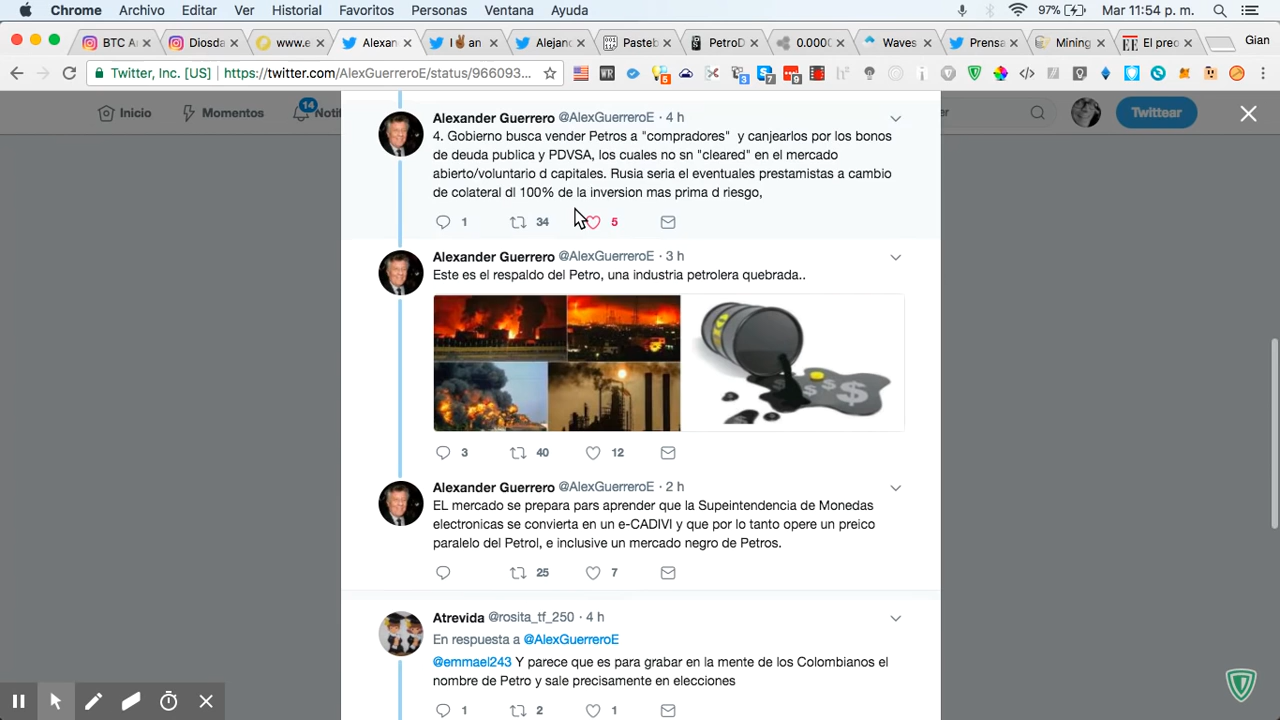 Chrome Archivo Editar Ver Historial Favoritos Personas Ventana Ayuda 97% Mar 11:54 p. m.
BTC A Diosda www.e Alexan I an Alejan Pasteb PetroD 0.0000 Waves Prensa Mining El prec Gian
Twitter, Inc. [US] https://twitter.com/AlexGuerreroE/status/966093...
Inicio Momentos 14 Noti er Twittear
Alexander Guerrero @AlexGuerreroE · 4 h
4. Gobierno busca vender Petros a "compradores" y canjearlos por los bonos
de deuda publica y PDVSA, los cuales no sn "cleared" en el mercado
abierto/voluntario d capitales. Rusia seria el eventuales prestamistas a cambio
de colateral dl 100% de la inversion mas prima d riesgo,
1 34 5
Alexander Guerrero @AlexGuerreroE · 3 h
Este es el respaldo del Petro, una industria petrolera quebrada..
3 40 12
Alexander Guerrero @AlexGuerreroE · 2 h
EL mercado se prepara pars aprender que la Supeintendencia de Monedas
electronicas se convierta en un e-CADIVI y que por lo tanto opere un preico
paralelo del Petrol, e inclusive un mercado negro de Petros.
25 7
Atrevida @rosita_tf_250 · 4 h
En respuesta a @AlexGuerreroE
@emmael243 Y parece que es para grabar en la mente de los Colombianos el
nombre de Petro y sale precisamente en elecciones
1 2 1